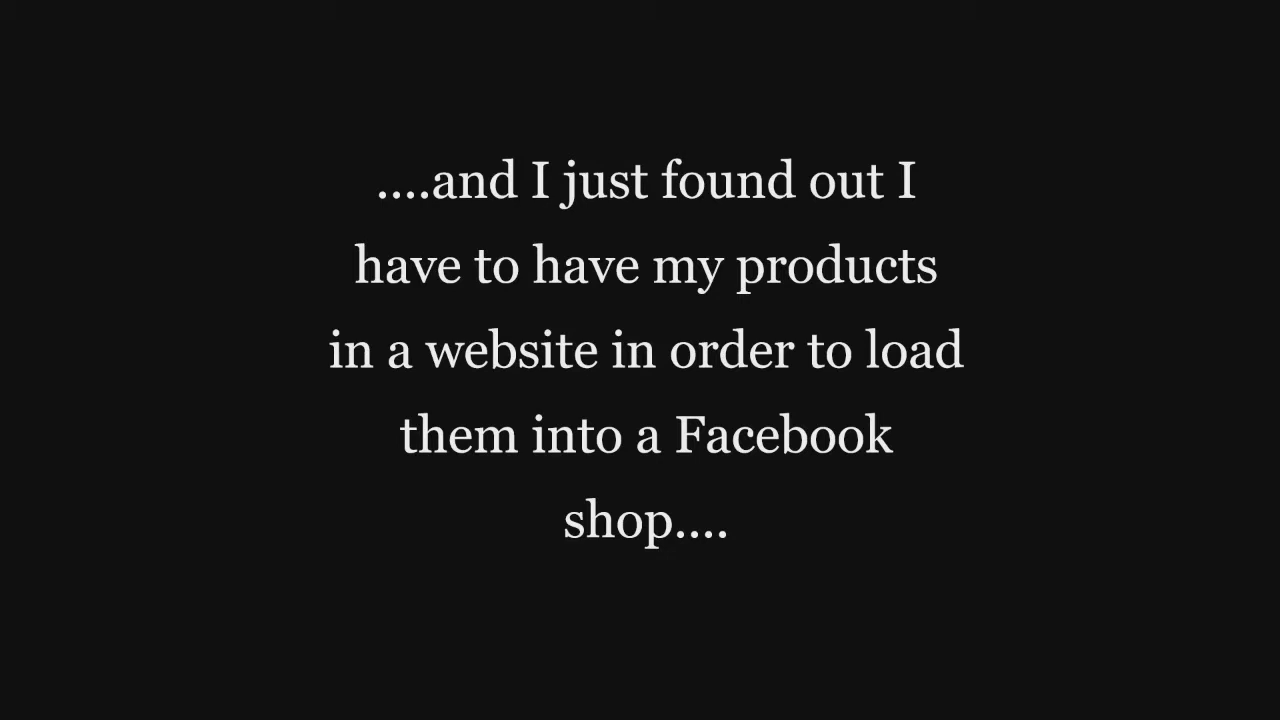 ....and I just found out I
have to have my products
in a website in order to load
them into a Facebook
shop....